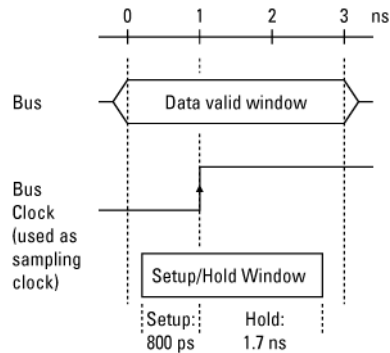 0 1 2 3 ns
Bus
Data valid window
Bus
Clock
(used as
sampling
clock)
Setup/Hold Window
Setup: Hold:
800 ps 1.7 ns